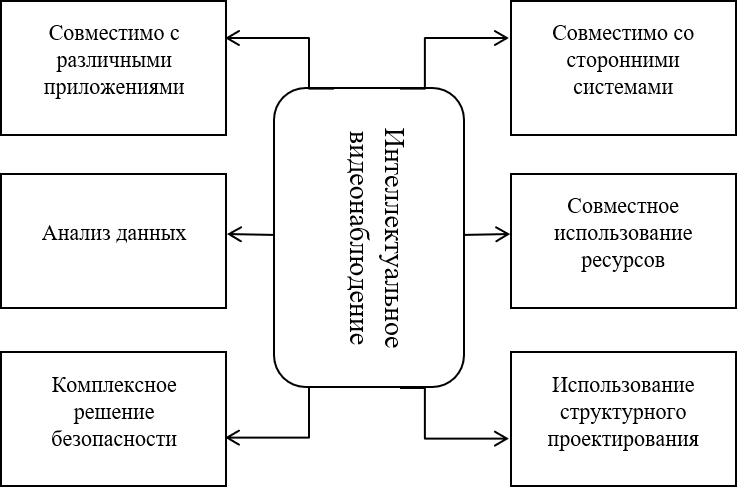 Совместимо с
различными
приложениями
Совместимо со
сторонними
системами
Интеллектуальное
видеонаблюдение
Анализ данных
Совместное
использование
ресурсов
Комплексное
решение
безопасности
Использование
структурного
проектирования